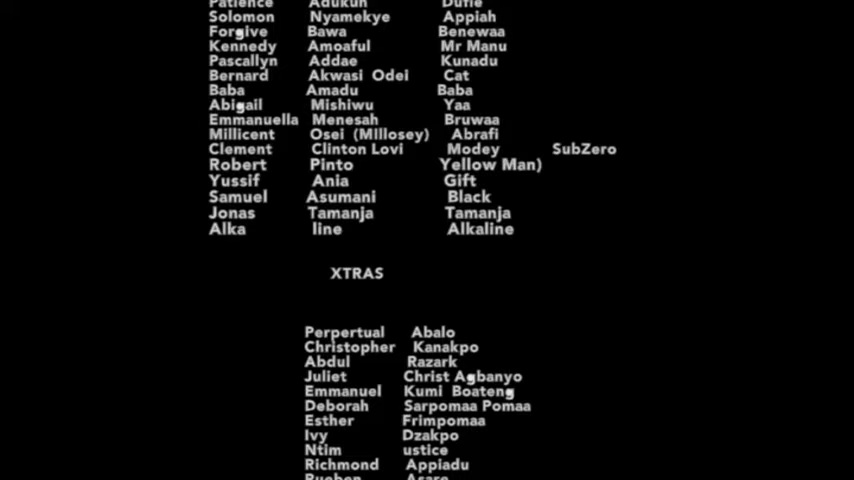 Patience Adukuh Dufie
Solomon Nyamekye Appiah
Forgive Bawa Benewaa
Kennedy Amoaful Mr Manu
Pascallyn Addae Kunadu
Bernard Akwasi Odei Cat
Baba Amadu Baba
Abigail Mishiwu Yaa
Emmanuella Menesah Bruwaa
Millicent Osei (MIllosey) Abrafi
Clement Clinton Lovi Modey SubZero
Robert Pinto Yellow Man)
Yussif Ania Gift
Samuel Asumani Black
Jonas Tamanja Tamanja
Alka line Alkaline
XTRAS
Perpertual Abalo
Christopher Kanakpo
Abdul Razark
Juliet Christ Agbanyo
Emmanuel Kumi Boateng
Deborah Sarpomaa Pomaa
Esther Frimpomaa
Ivy Dzakpo
Ntim ustice
Richmond Appiadu
Rueben Asare